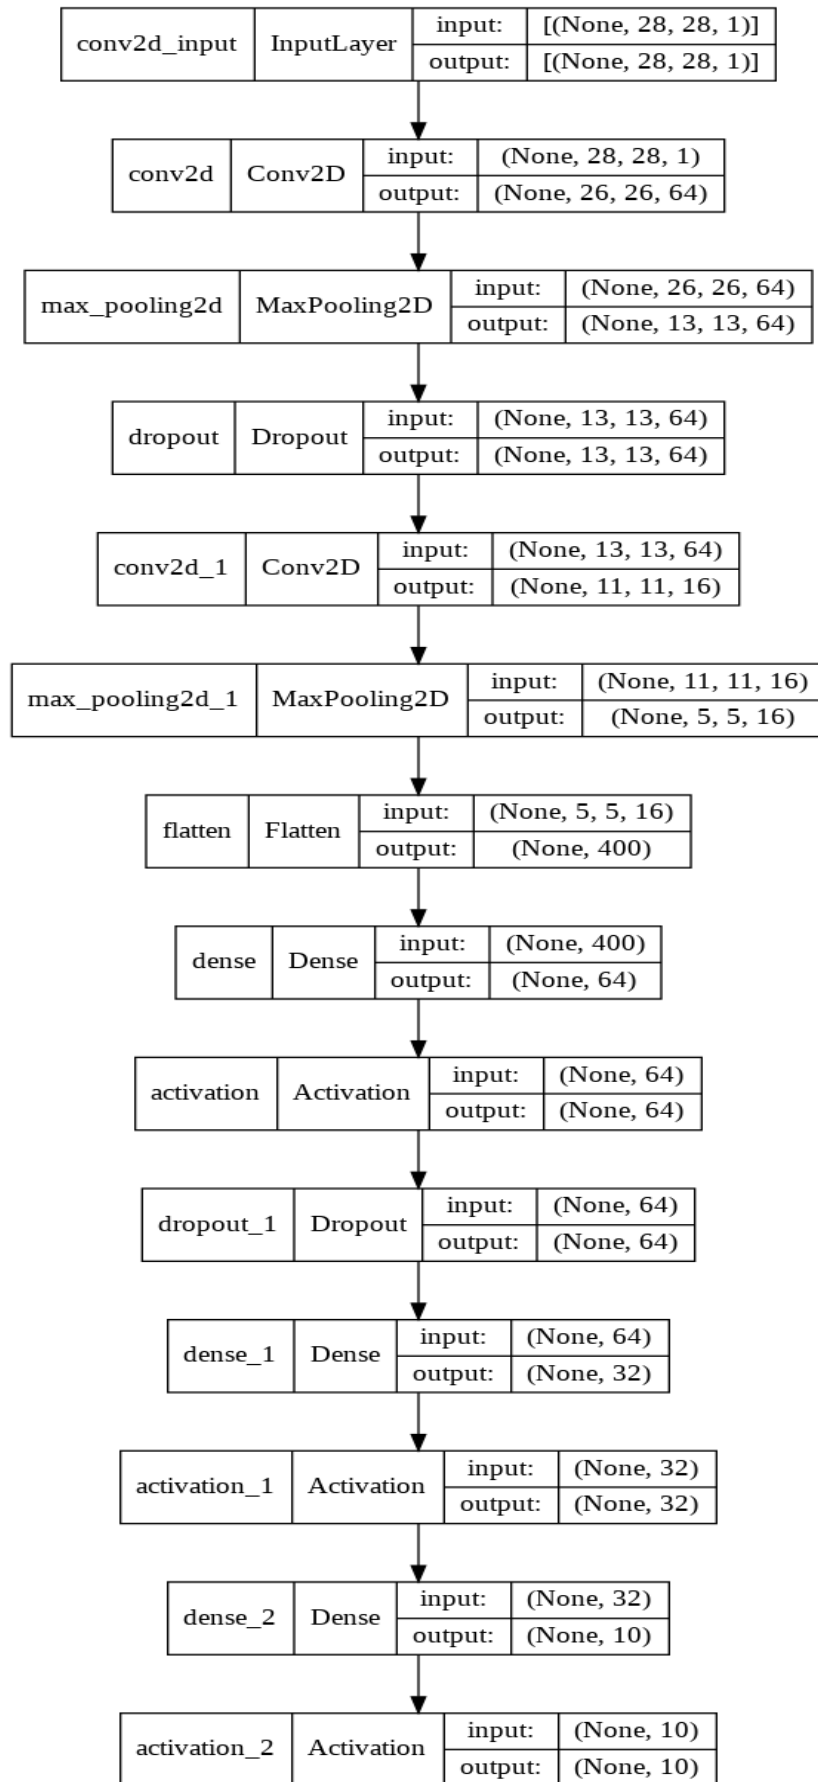 conv2d_input InputLayer input: [(None, 28, 28, 1)]
output: [(None, 28, 28, 1)]
conv2d Conv2D input: (None, 28, 28, 1)
output: (None, 26, 26, 64)
max_pooling2d MaxPooling2D input: (None, 26, 26, 64)
output: (None, 13, 13, 64)
dropout Dropout input: (None, 13, 13, 64)
output: (None, 13, 13, 64)
conv2d_1 Conv2D input: (None, 13, 13, 64)
output: (None, 11, 11, 16)
max_pooling2d_1 MaxPooling2D input: (None, 11, 11, 16)
output: (None, 5, 5, 16)
flatten Flatten input: (None, 5, 5, 16)
output: (None, 400)
dense Dense input: (None, 400)
output: (None, 64)
activation Activation input: (None, 64)
output: (None, 64)
dropout_1 Dropout input: (None, 64)
output: (None, 64)
dense_1 Dense input: (None, 64)
output: (None, 32)
activation_1 Activation input: (None, 32)
output: (None, 32)
dense_2 Dense input: (None, 32)
output: (None, 10)
activation_2 Activation input: (None, 10)
output: (None, 10)